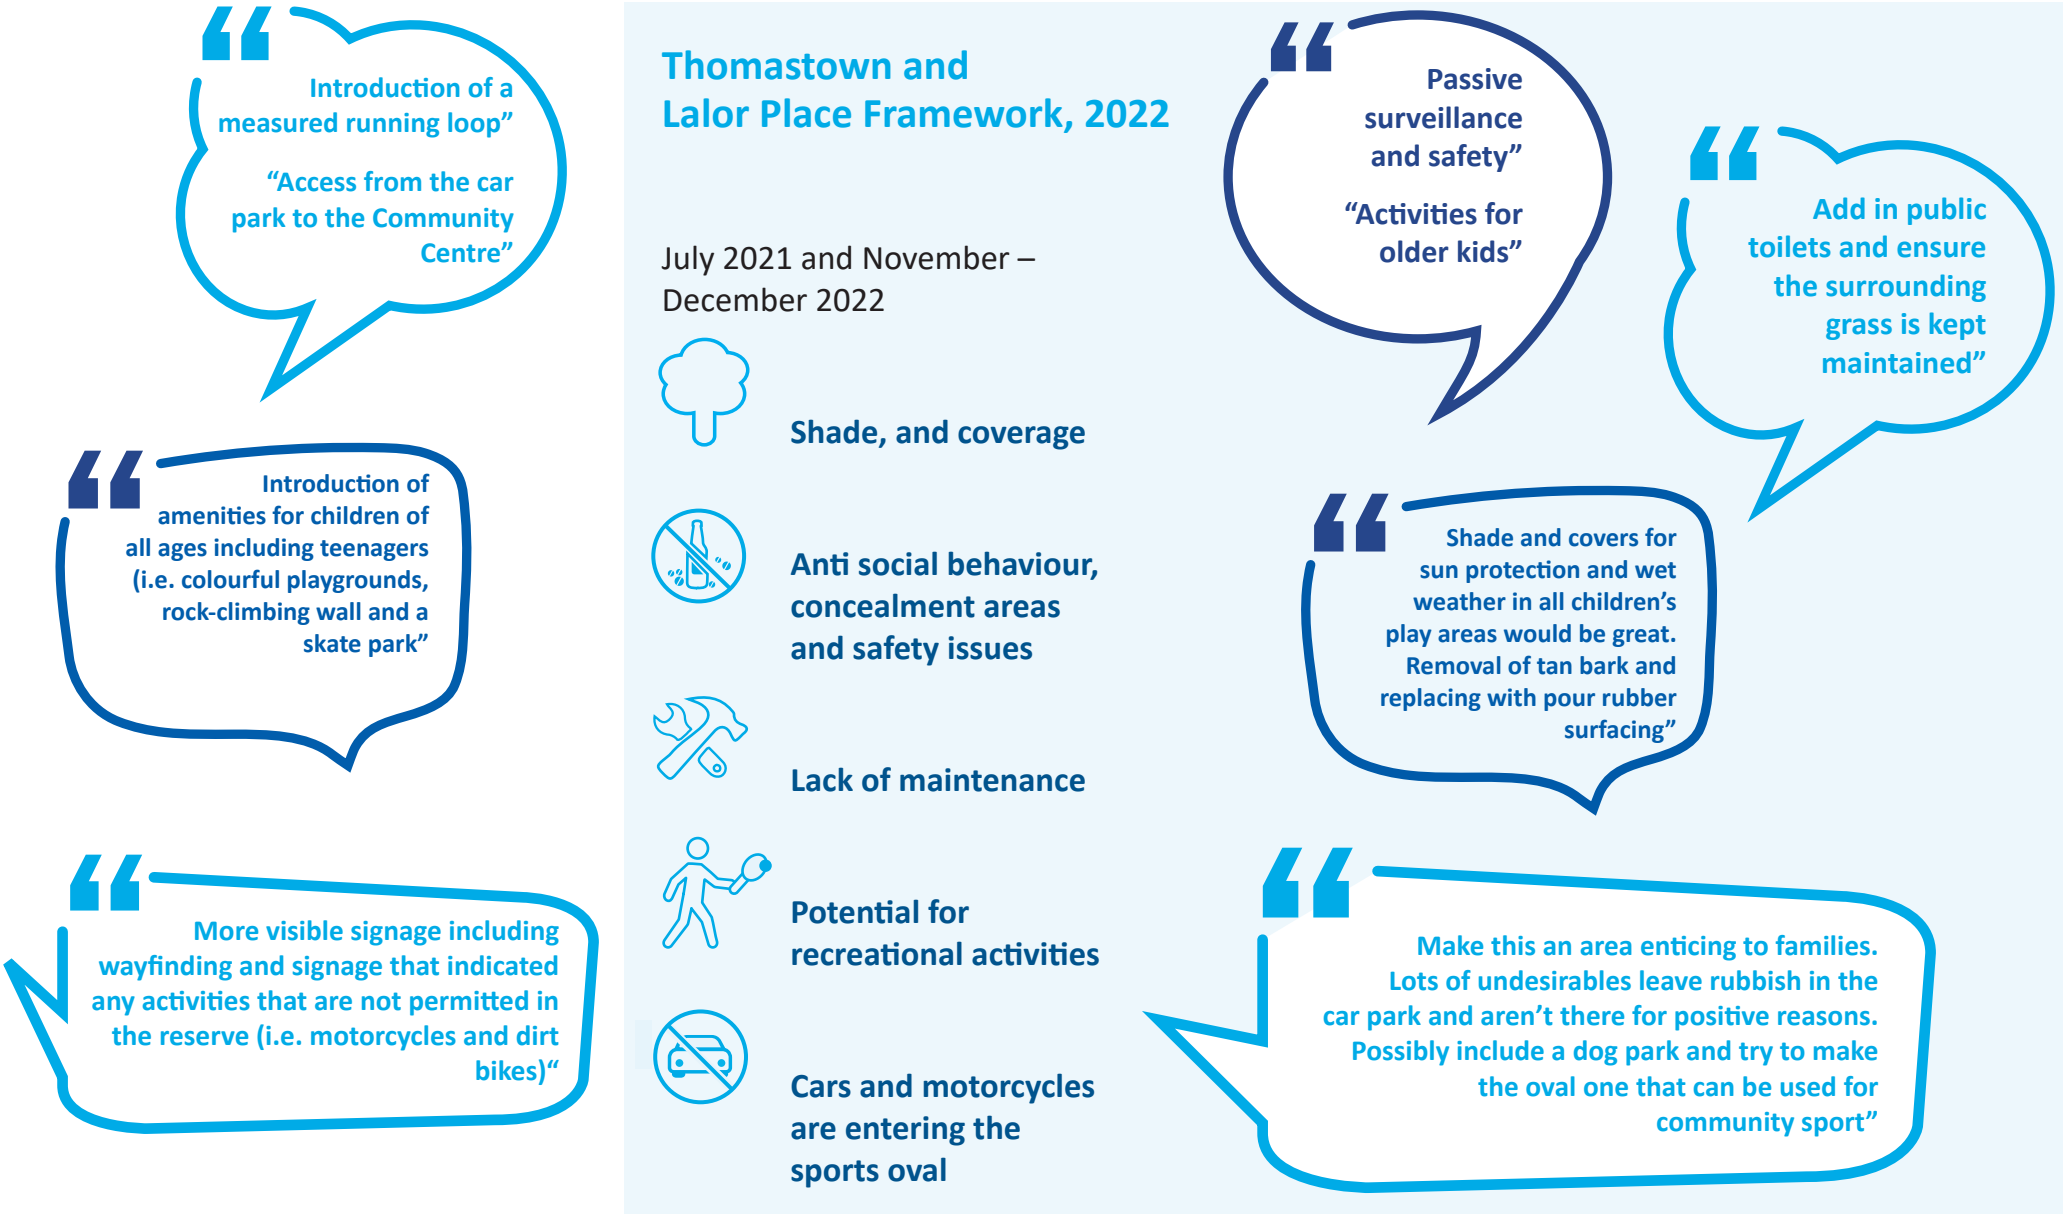 Introduction of a
measured running loop”
“Access from the car
park to the Community
Centre”
Introduction of
amenities for children of
all ages including teenagers
(i.e. colourful playgrounds,
rock-climbing wall and a
skate park”
More visible signage including
wayfinding and signage that indicated
any activities that are not permitted in
the reserve (i.e. motorcycles and dirt
bikes)“
Thomastown and
Lalor Place Framework, 2022
July 2021 and November –
December 2022
Shade, and coverage
Anti social behaviour,
concealment areas
and safety issues
Lack of maintenance
Potential for
recreational activities
Cars and motorcycles
are entering the
sports oval
“
Passive
surveillance
and safety”
“Activities for
older kids”
“
Add in public
toilets and ensure
the surrounding
grass is kept
maintained”
“
Shade and covers for
sun protection and wet
weather in all children’s
play areas would be great.
Removal of tan bark and
replacing with pour rubber
surfacing”
“
Make this an area enticing to families.
Lots of undesirables leave rubbish in the
car park and aren’t there for positive reasons.
Possibly include a dog park and try to make
the oval one that can be used for
community sport”